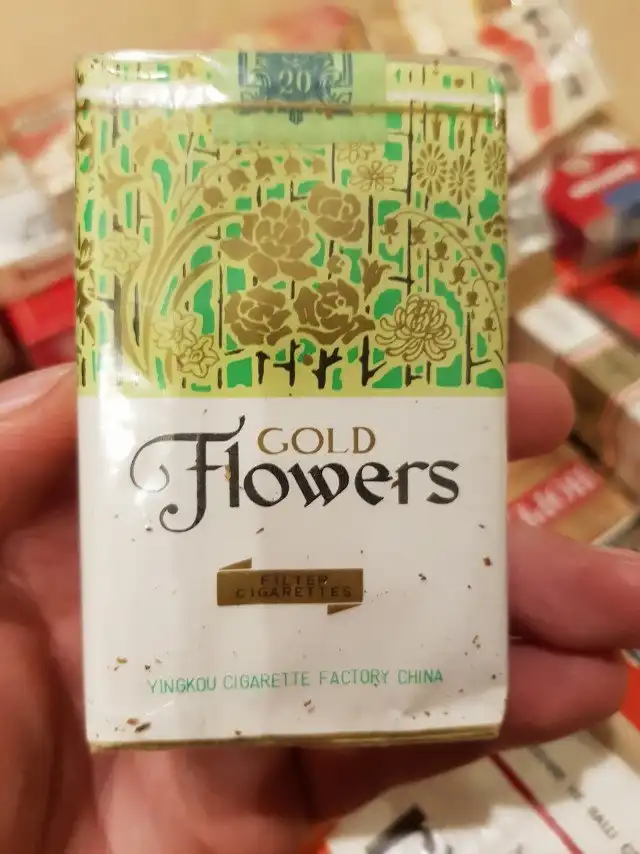 20
GOLD
Flowers
FILTER
CIGARETTES
YINGKOU CIGARETTE FACTORY CHINA